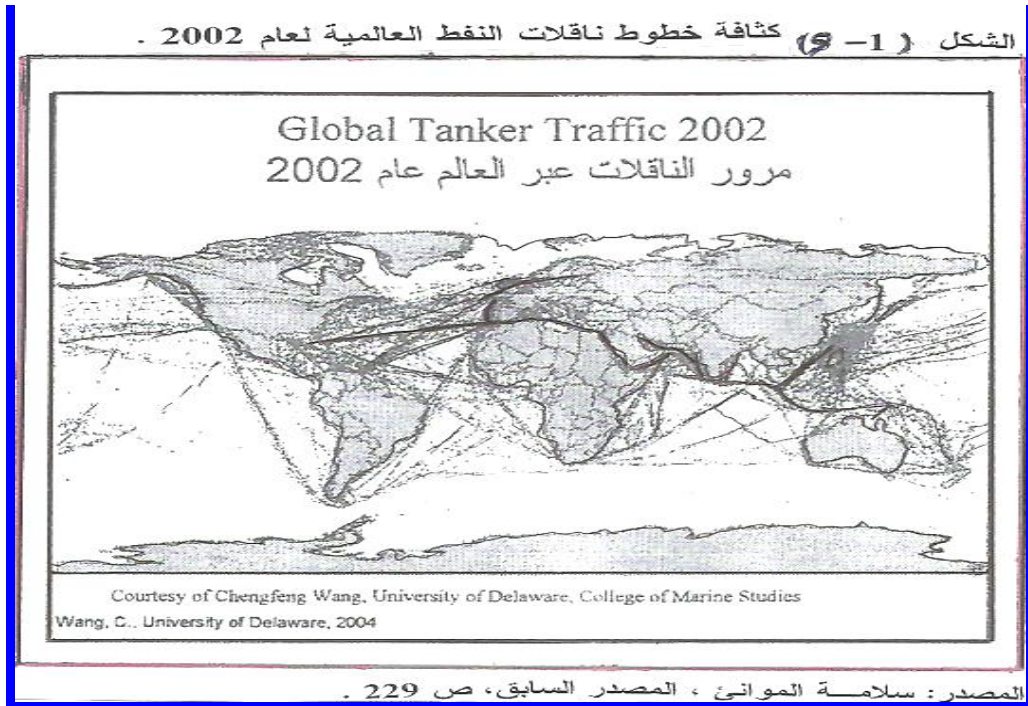 الشكل ( 1- 5) كثافة خطوط ناقلات النفط العالمية لعام 2002 .
Global Tanker Traffic 2002
مرور الناقلات عبر العالم عام 2002
Courtesy of Chengfeng Wang, University of Delaware, College of Marine Studies
Wang, C., University of Delaware, 2004
المصدر : سلامـــة الموانئ ، المصدر السابق، ص 229 .